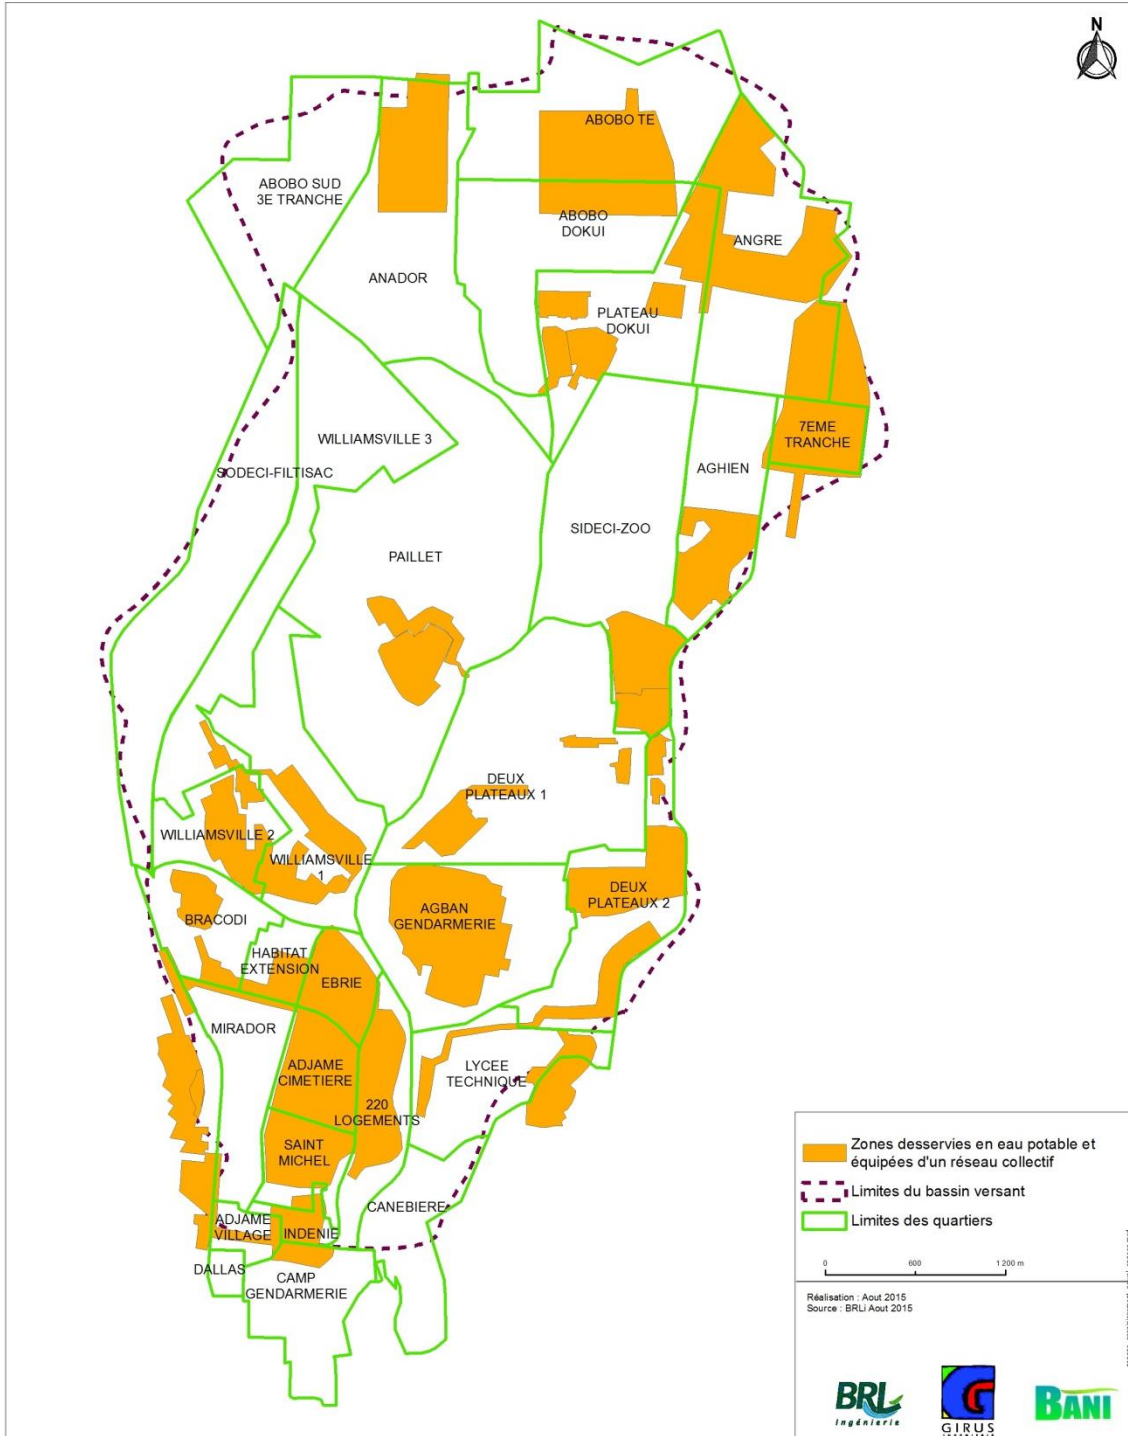 N
ABOBO TE
ABOBO SUD
3E TRANCHE
ABOBO
DOKUI
ANGRE
ANADOR
PLATEAU
DOKUI
WILLIAMSVILLE 3
7EME
TRANCHE
SODECI-FILTISAC
AGHIEN
SIDECI-ZOO
PAILLET
DEUX
PLATEAUX 1
WILLIAMSVILLE 2
WILLIAMSVILLE
1
DEUX
PLATEAUX 2
AGBAN
GENDARMERIE
BRACODI
HABITAT
EXTENSION
EBRIE
MIRADOR
ADJAME
CIMETIERE
LYCEE
TECHNIQUE
220
LOGEMENTS
SAINT
MICHEL
CANEBIERE
ADJAME
VILLAGE
INDENIE
DALLAS
CAMP
GENDARMERIE
Zones desservies en eau potable et
équipées d'un réseau collectif
Limites du bassin versant
Limites des quartiers
0 600 1 200 m
Réalisation : Aout 2015
Source : BRLi Aout 2015
BRL
Ingénierie
GIRUS
BANI